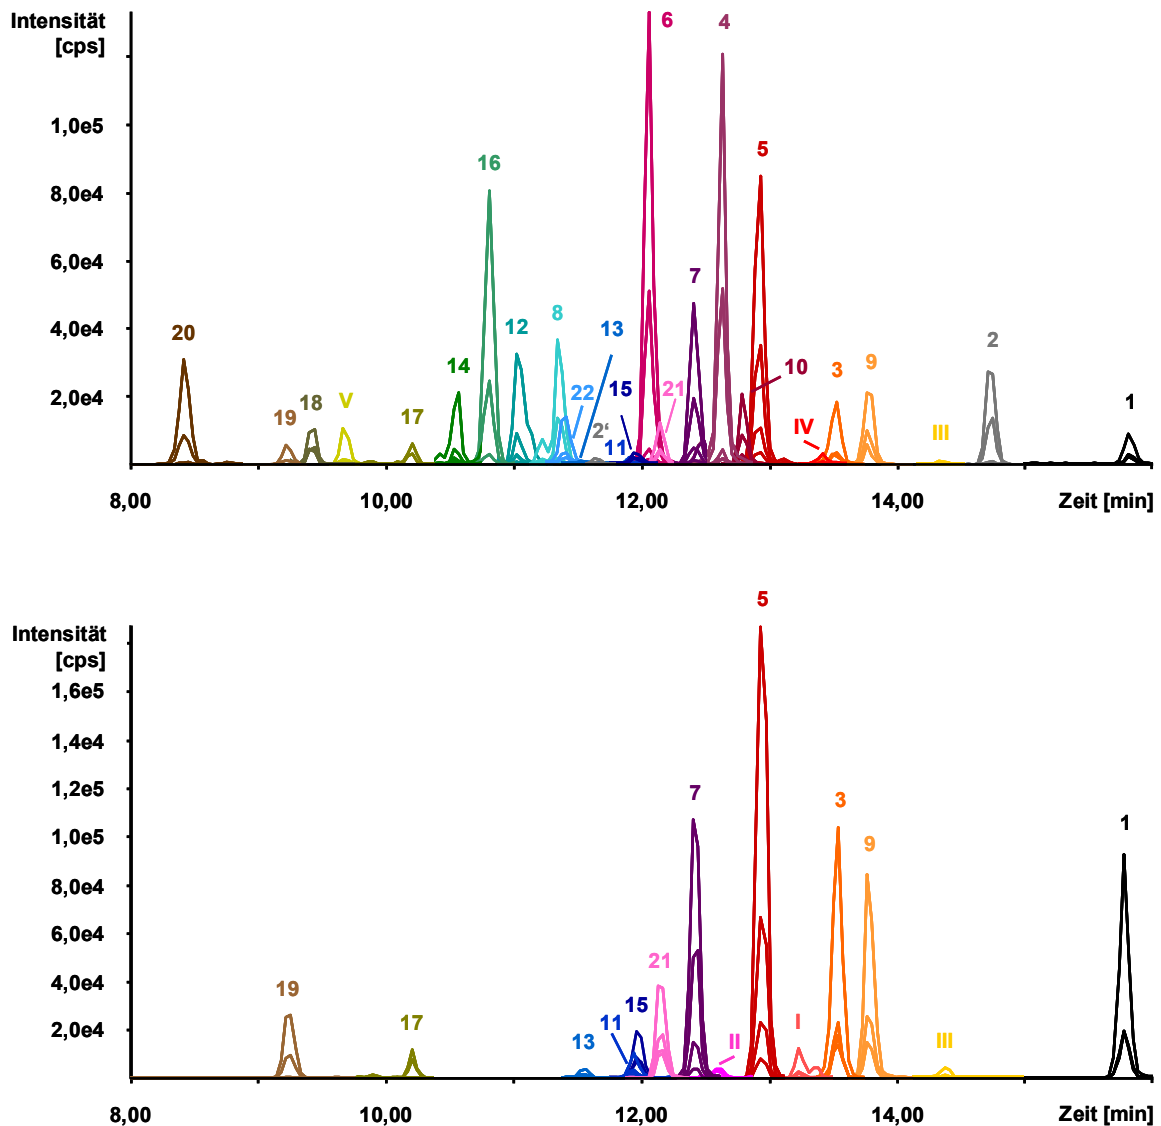 Intensität
[cps]
6
4
1,0e5
5
16
8,0e4
6,0e4
7
4,0e4
20
8
13
12
2
14
10
3
9
2,0e4
19
18
V
17
22
15
21
1
2‘
11
IV
III
8,00
10,00
12,00
14,00
Zeit [min]
5
Intensität
[cps]
1,6e5
1,4e4
1,2e5
7
3
1,0e5
1
9
8,0e4
6,0e4
21
4,0e4
19
15
17
11
I
2,0e4
13
II
III
8,00
10,00
12,00
14,00
Zeit [min]